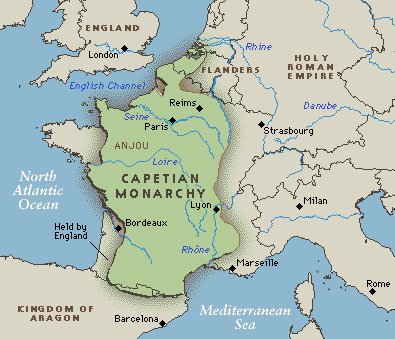 ENGLAND
London
Rhine
HOLY
ROMAN
EMPIRE
FLANDERS
English Channel
Reims
Danube
Seine
Paris
Strasbourg
ANJOU
Loire
North
Atlantic
Ocean
CAPETIAN
MONARCHY
Lyon
Milan
Bordeaux
Held by
England
Rhône
Marseille
Rome
KINGDOM OF
ARAGON
Barcelona
Mediterranean
Sea